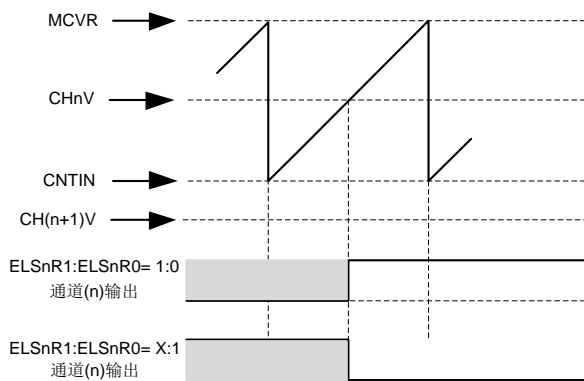 MCVR
CHnV
CNTIN
CH(n+1)V
ELSnR1:ELSnR0= 1:0
通道(n)输出
ELSnR1:ELSnR0= X:1
通道(n)输出